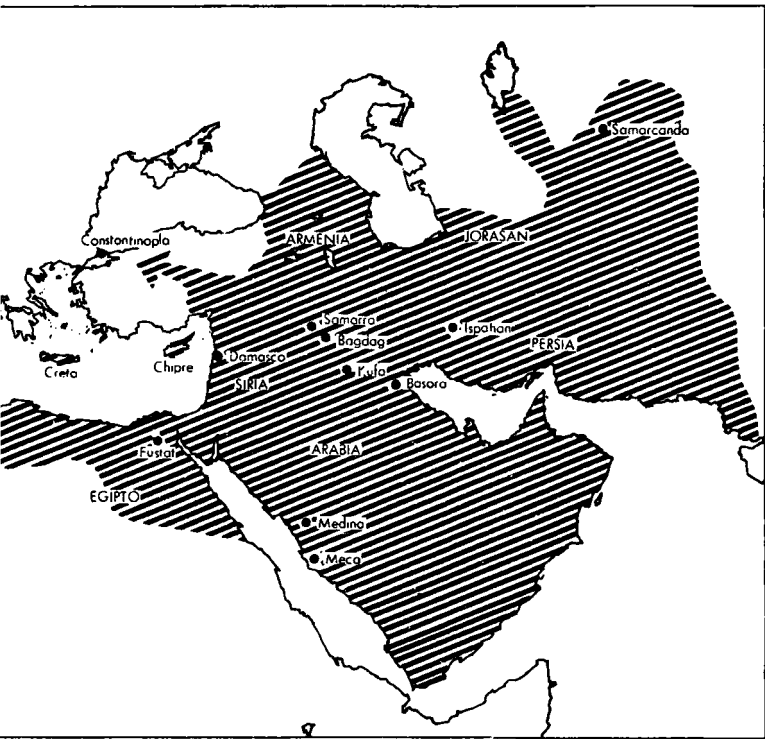 Samarcanda
Constantinopla
ARMENIA
JORASAN
Samarra
Ispahan
Bagdag
PERSIA
Damasco
Chipre
Creta
Kufa
SIRIA
Basora
ARABIA
Fustat
EGIPTO
Medina
Meca